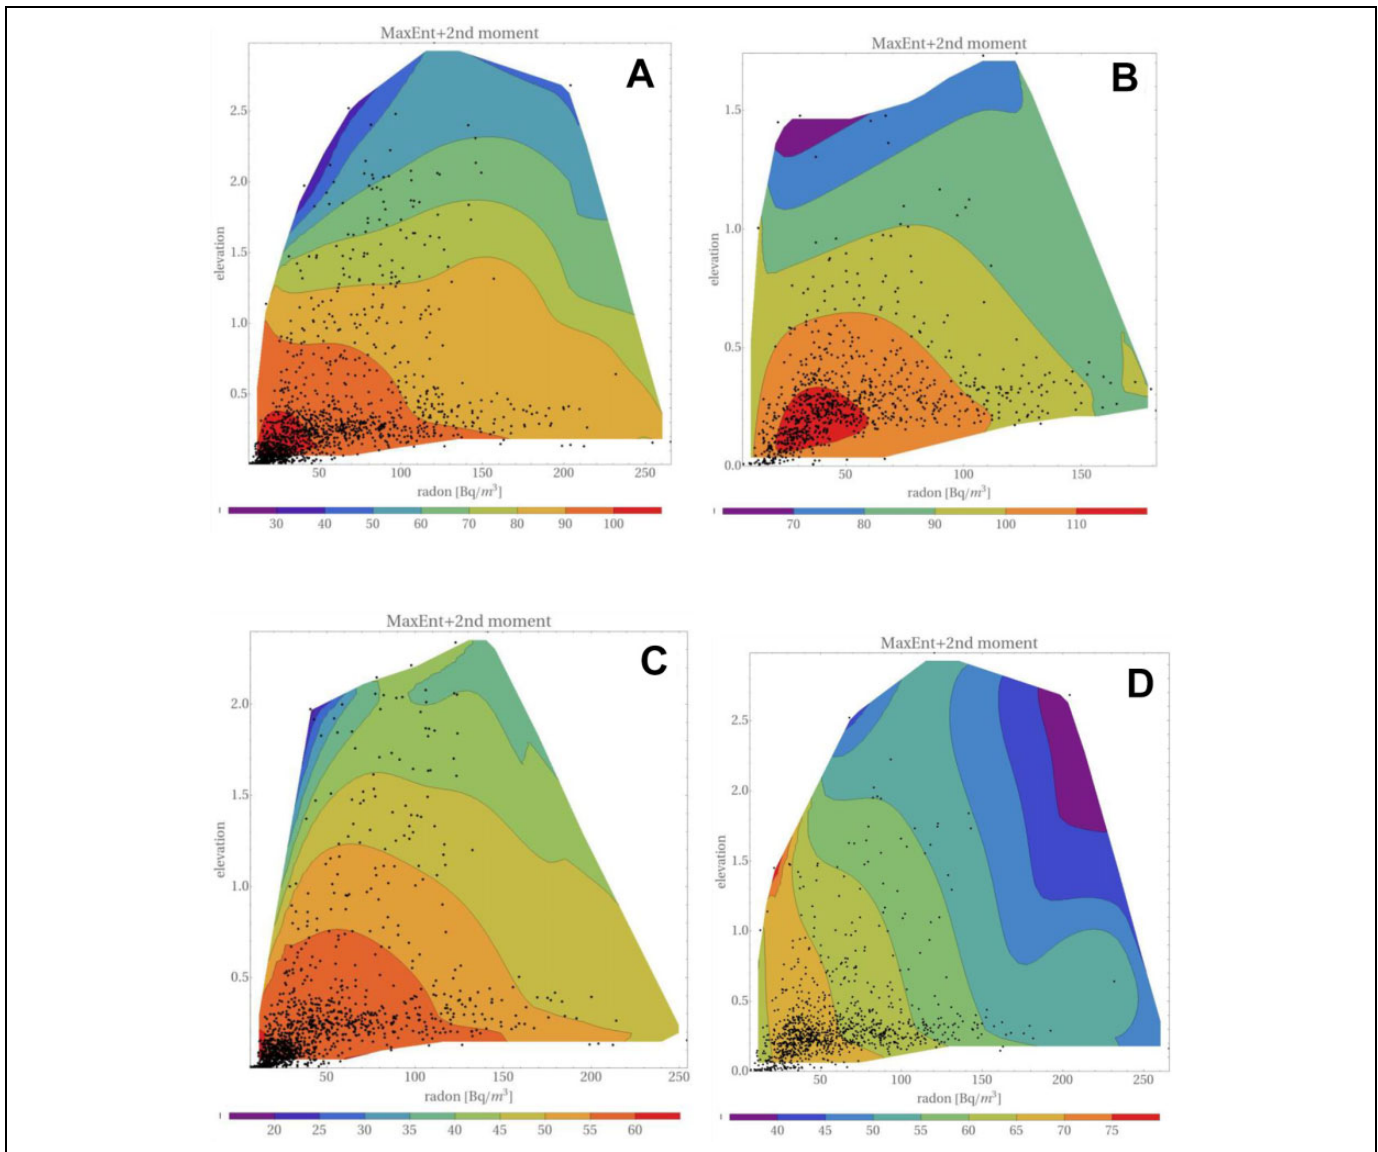 MaxEnt+2nd moment
A
2.5
2.0
1.5
1.0
0.5
elevation
50 100 150 200 250
radon [Bq/m³]
30 40 50 60 70 80 90 100
MaxEnt+2nd moment
B
1.5
1.0
0.5
0.0
elevation
50 100 150
radon [Bq/m³]
70 80 90 100 110
MaxEnt+2nd moment
C
2.0
1.5
1.0
0.5
elevation
50 100 150 200 250
radon [Bq/m³]
20 25 30 35 40 45 50 55 60
MaxEnt+2nd moment
D
2.5
2.0
1.5
1.0
0.5
0.0
elevation
50 100 150 200 250
radon [Bq/m³]
40 45 50 55 60 65 70 75